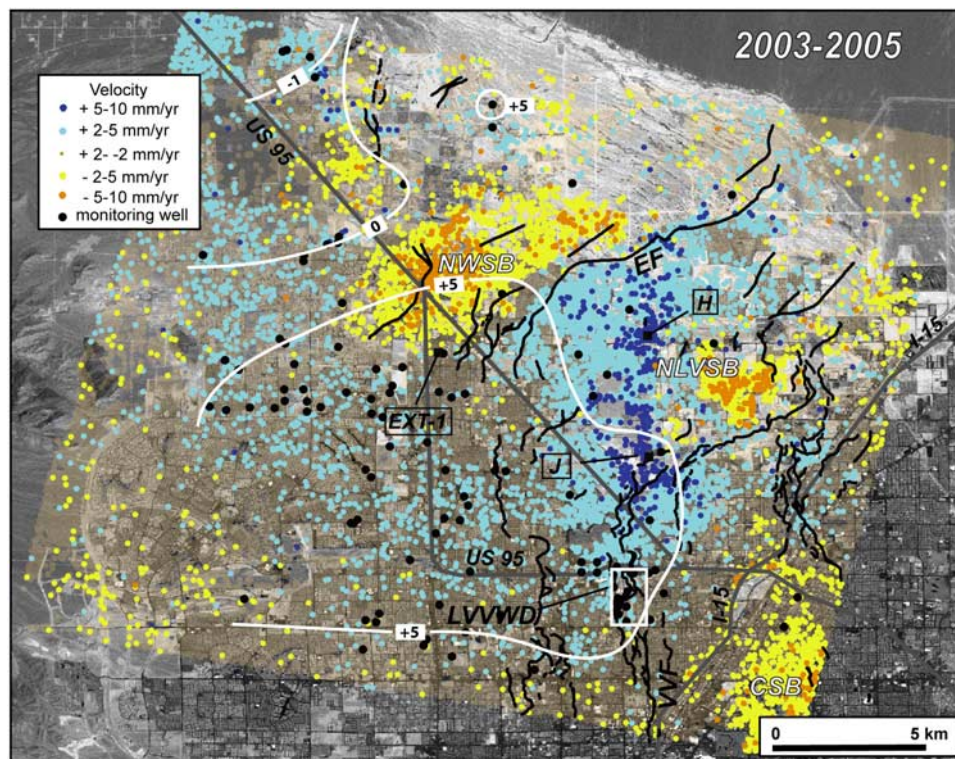 2003-2005
Velocity
+ 5-10 mm/yr
+ 2-5 mm/yr
+ 2- -2 mm/yr
- 2-5 mm/yr
- 5-10 mm/yr
monitoring well
-1
+5
US 95
0
NWSB
+5
EF
H
I-15
NLVSB
EXT-1
J
US 95
LVVWD
I-15
+5
VVF
CSB
0
5 km